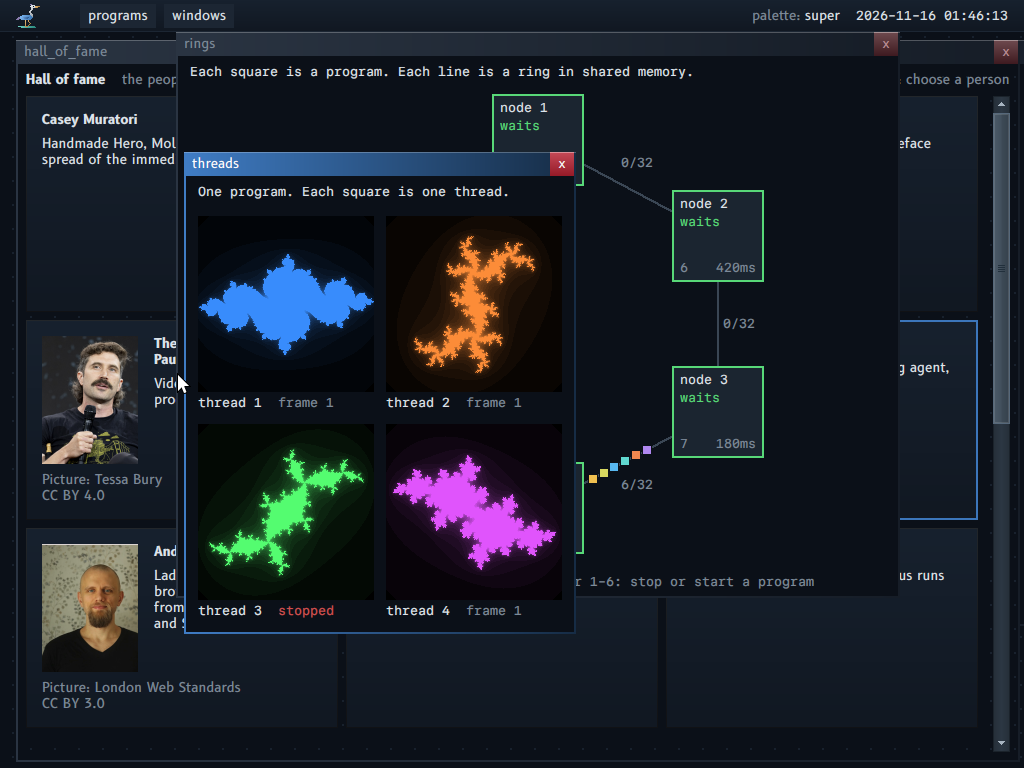 programs windows palette: super 2026-11-16 01:46:13
hall_of_fame
rings x
x
Hall of fame the peop
choose a person
Each square is a program. Each line is a ring in shared memory.
Casey Muratori
Handmade Hero, Mol
spread of the immed
eface
node 1
waits
0/32
node 2
waits
6 420ms
0/32
node 3
waits
7 180ms
6/32
r 1-6: stop or start a program
threads x
One program. Each square is one thread.
thread 1 frame 1
thread 2 frame 1
thread 3 stopped
thread 4 frame 1
The
Pau
Vide
pro
Picture: Tessa Bury
CC BY 4.0
g agent,
And
Lad
bro
from
and S
Picture: London Web Standards
CC BY 3.0
us runs